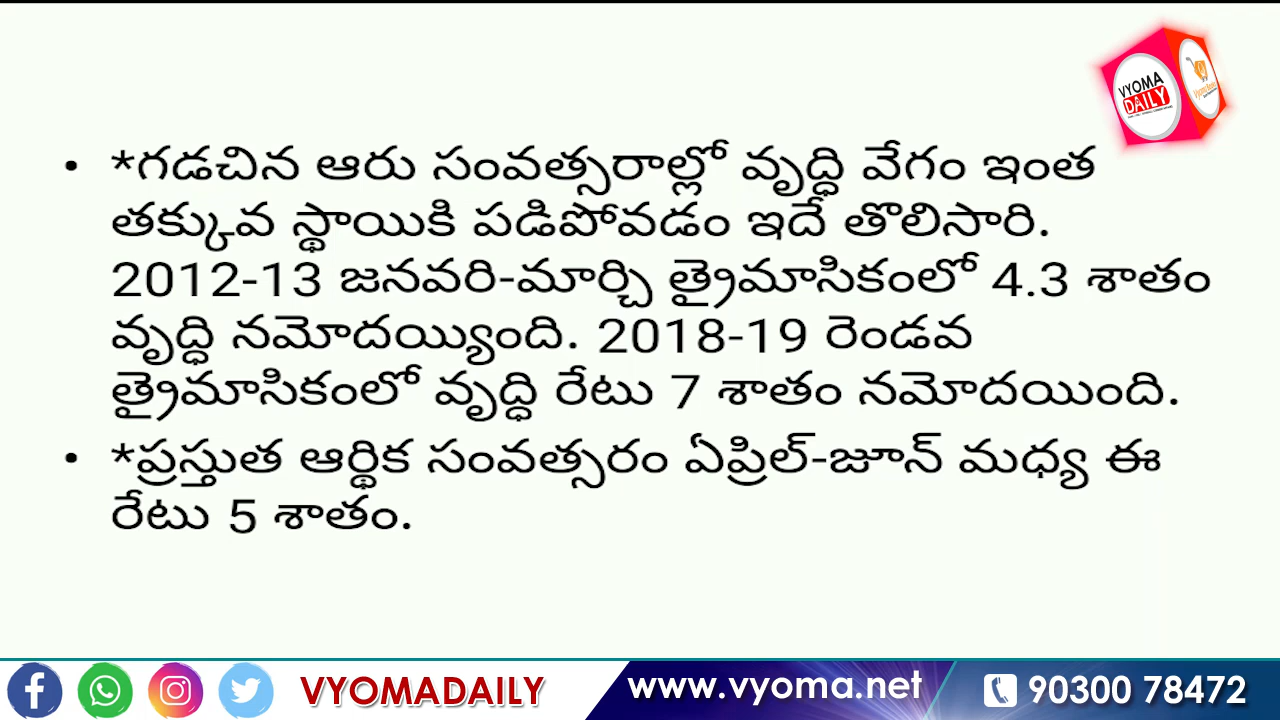 VYOMA
DAILY
• *గడచిన ఆరు సంవత్సరాల్లో వృద్ధి వేగం ఇంత
తక్కువ స్థాయికి పడిపోవడం ఇదే తొలిసారి.
2012-13 జనవరి-మార్చి త్రైమాసికంలో 4.3 శాతం
వృద్ధి నమోదయ్యింది. 2018-19 రెండవ
త్రైమాసికంలో వృద్ధి రేటు 7 శాతం నమోదయింది.
• *ప్రస్తుత ఆర్థిక సంవత్సరం ఏప్రిల్-జూన్ మధ్య ఈ
రేటు 5 శాతం.
VYOMADAILY
www.vyoma.net
90300 78472